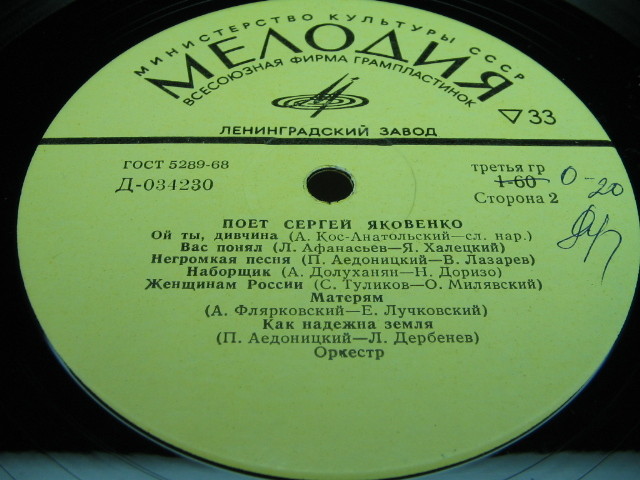 МИНИСТЕРСТВО КУЛЬТУРЫ СССР
МЕЛОДИЯ
ВСЕСОЮЗНАЯ ФИРМА ГРАМПЛАСТИНОК
33
ЛЕНИНГРАДСКИЙ ЗАВОД
ГОСТ 5289-68
Д-034230
третья гр
1-60 0-20
Сторона 2
ПОЕТ СЕРГЕЙ ЯКОВЕНКО
Ой ты, дивчина (А. Кос-Анатольский—сл. нар.)
Вас понял (Л. Афанасьев—Я. Халецкий)
Негромкая песня (П. Аедоницкий—В. Лазарев)
Наборщик (А. Долуханян—Н. Доризо)
Женщинам России (С. Туликов—О. Милявский)
Матерям
(А. Флярковский—Е. Лучковский)
Как надежна земля
(П. Аедоницкий—Л. Дербенев)
Оркестр